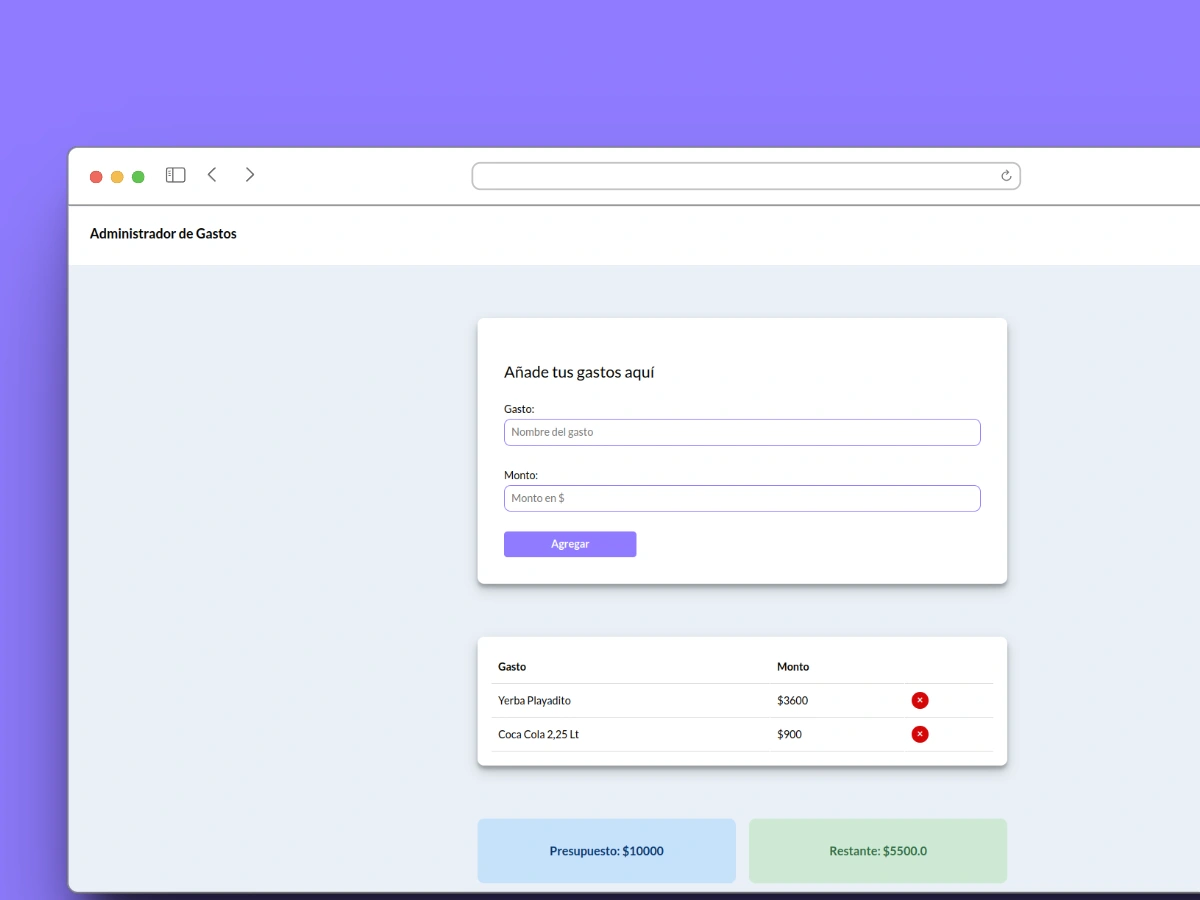 Administrador de Gastos
Añade tus gastos aquí
Gasto:
Nombre del gasto
Monto:
Monto en $
Agregar
Gasto Monto
Yerba Playadito $3600
Coca Cola 2,25 Lt $900
Presupuesto: $10000 Restante: $5500.0